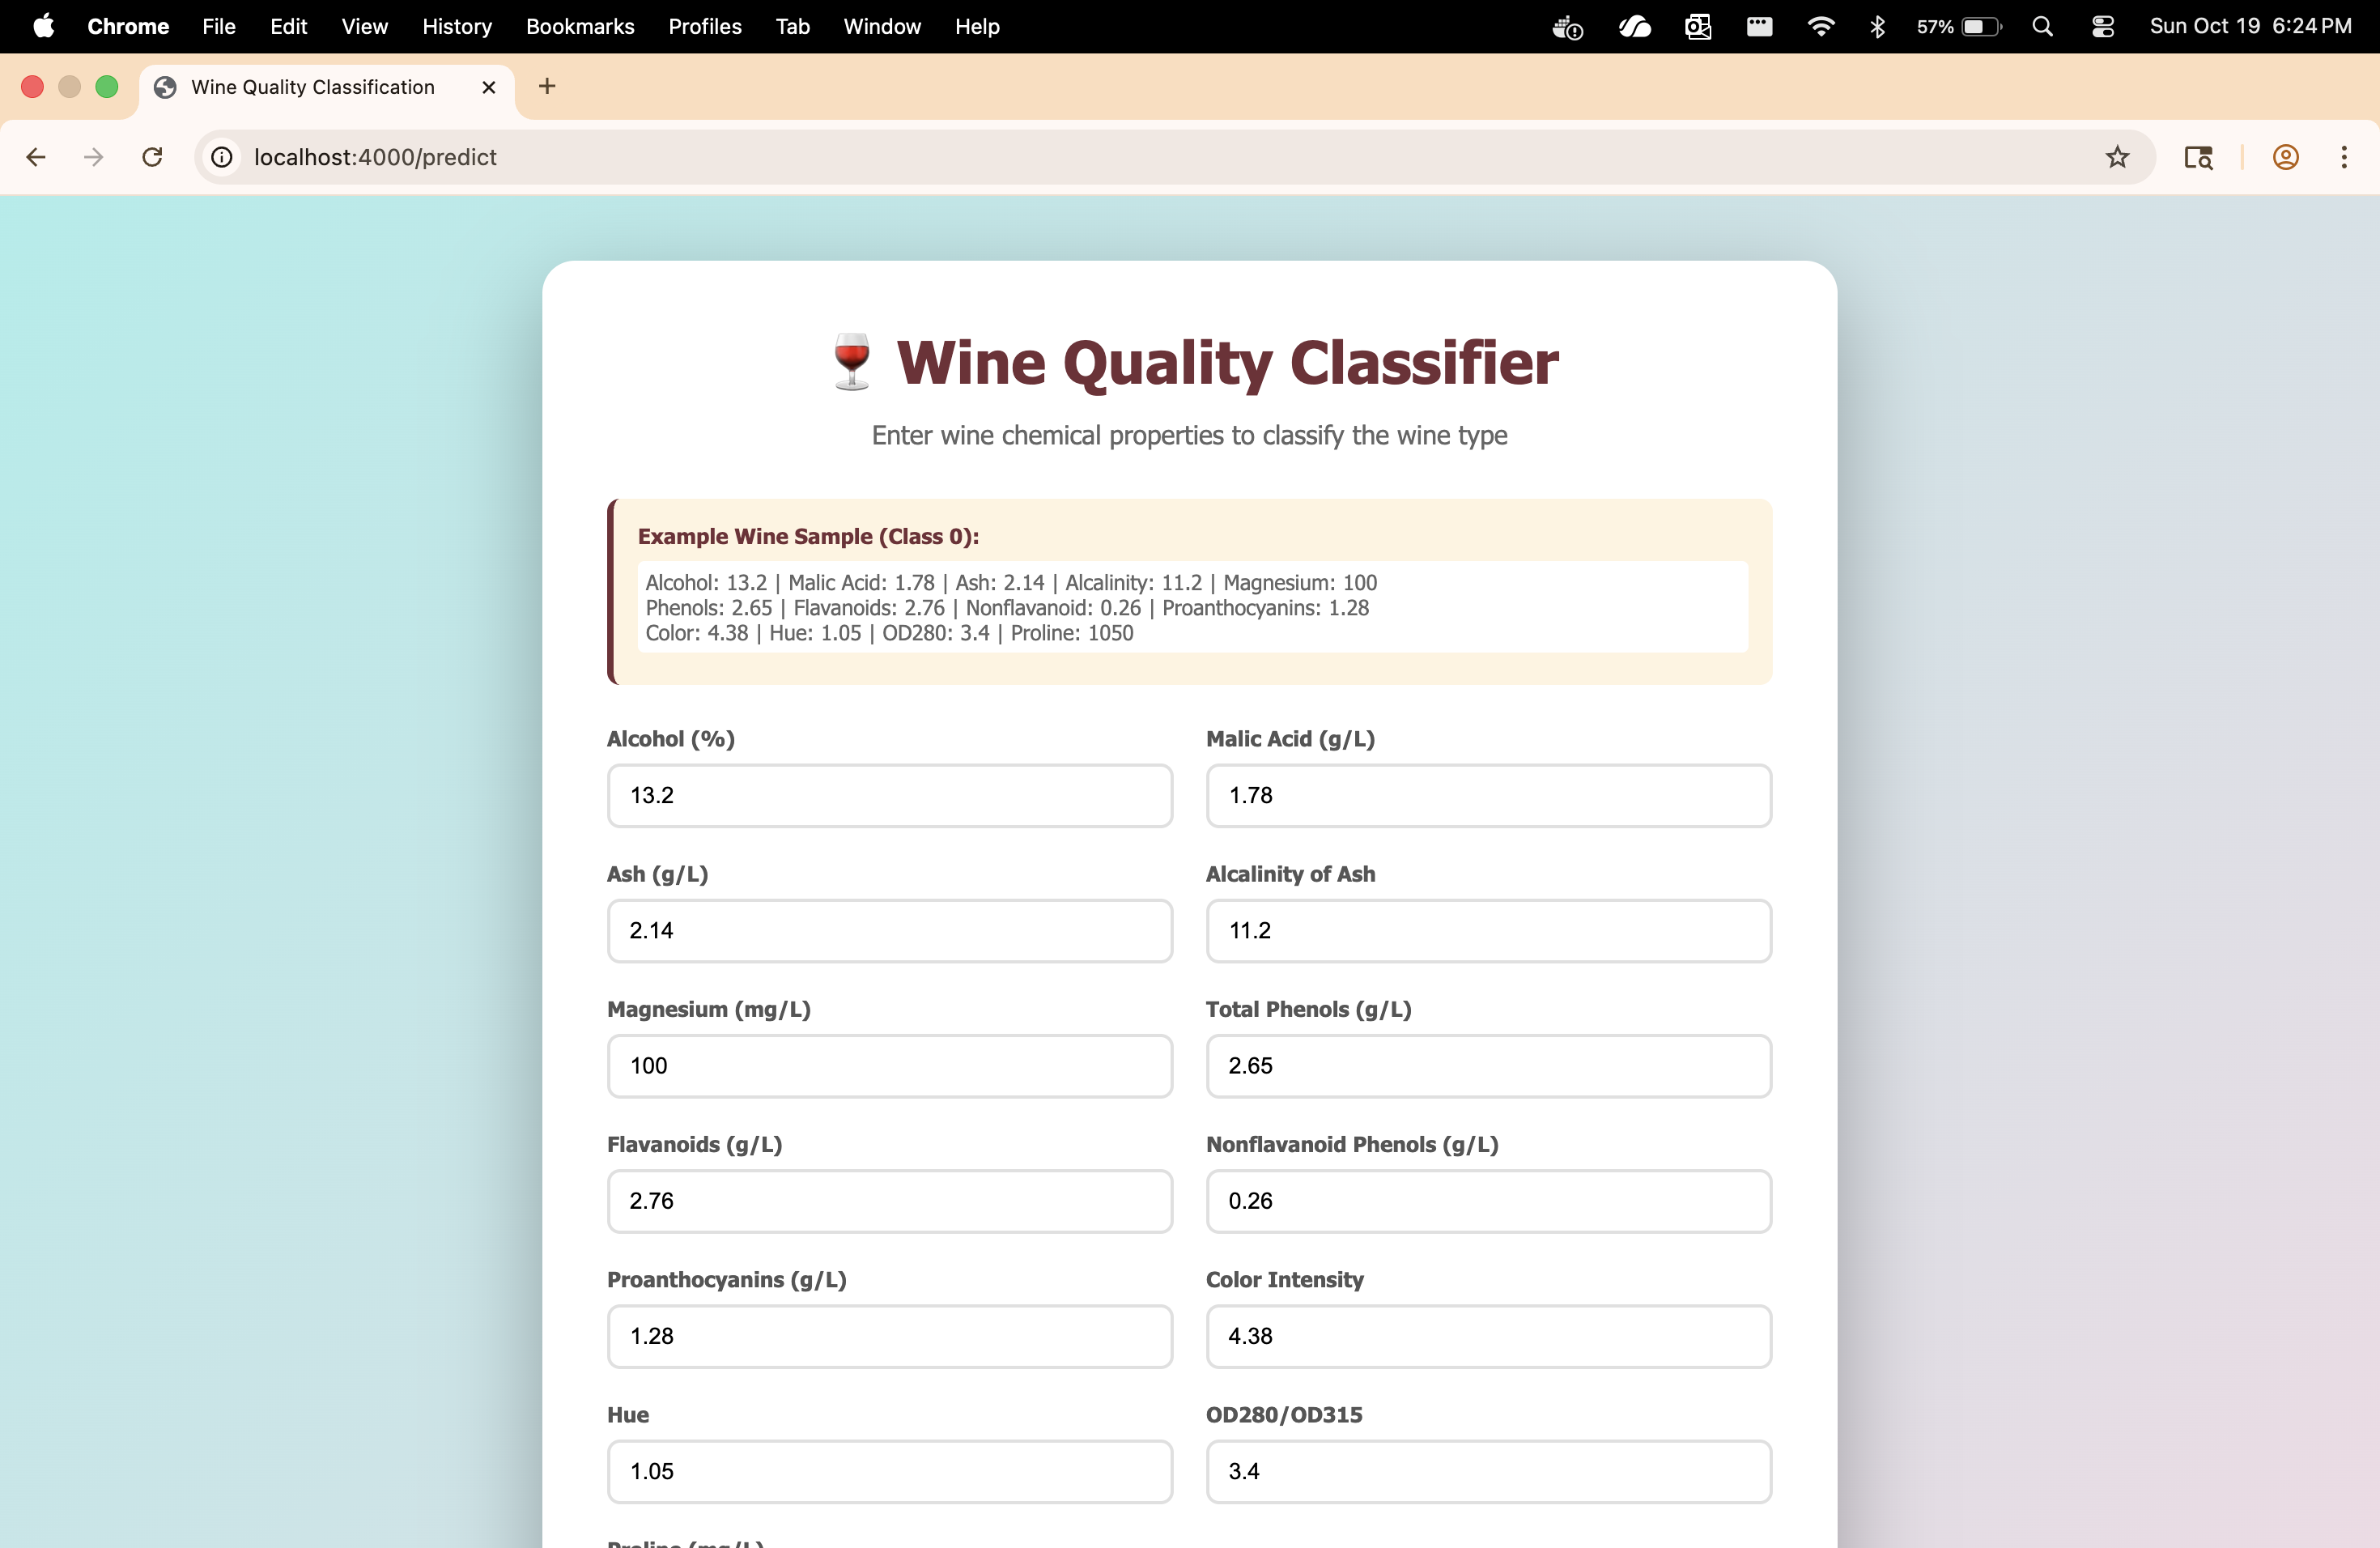 Chrome File Edit View History Bookmarks Profiles Tab Window Help 57% Sun Oct 19 6:24 PM
Wine Quality Classification
localhost:4000/predict
Wine Quality Classifier
Enter wine chemical properties to classify the wine type
Example Wine Sample (Class 0):
Alcohol: 13.2 | Malic Acid: 1.78 | Ash: 2.14 | Alcalinity: 11.2 | Magnesium: 100
Phenols: 2.65 | Flavanoids: 2.76 | Nonflavanoid: 0.26 | Proanthocyanins: 1.28
Color: 4.38 | Hue: 1.05 | OD280: 3.4 | Proline: 1050
Alcohol (%) Malic Acid (g/L)
13.2 1.78
Ash (g/L) Alcalinity of Ash
2.14 11.2
Magnesium (mg/L) Total Phenols (g/L)
100 2.65
Flavanoids (g/L) Nonflavanoid Phenols (g/L)
2.76 0.26
Proanthocyanins (g/L) Color Intensity
1.28 4.38
Hue OD280/OD315
1.05 3.4
Proline (mg/L)